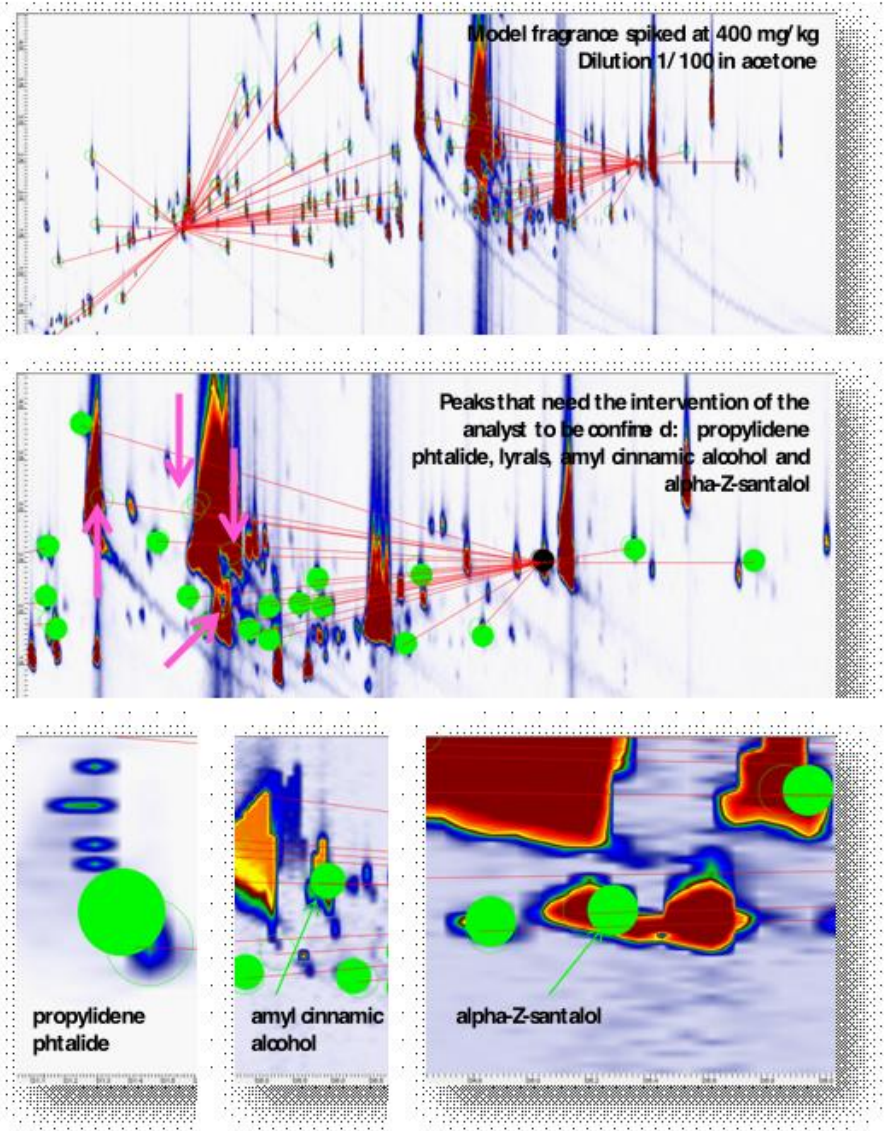 Model fragrance spiked at 400 mg/kg
Dilution 1/100 in acetone
Peaks that need the intervention of the
analyst to be confine d: propylidene
phtalide, lyrals, amyl cinnamic alcohol and
alpha-Z-santalol
propylidene
phtalide
amyl cinnamic
alcohol
alpha-Z-santalol